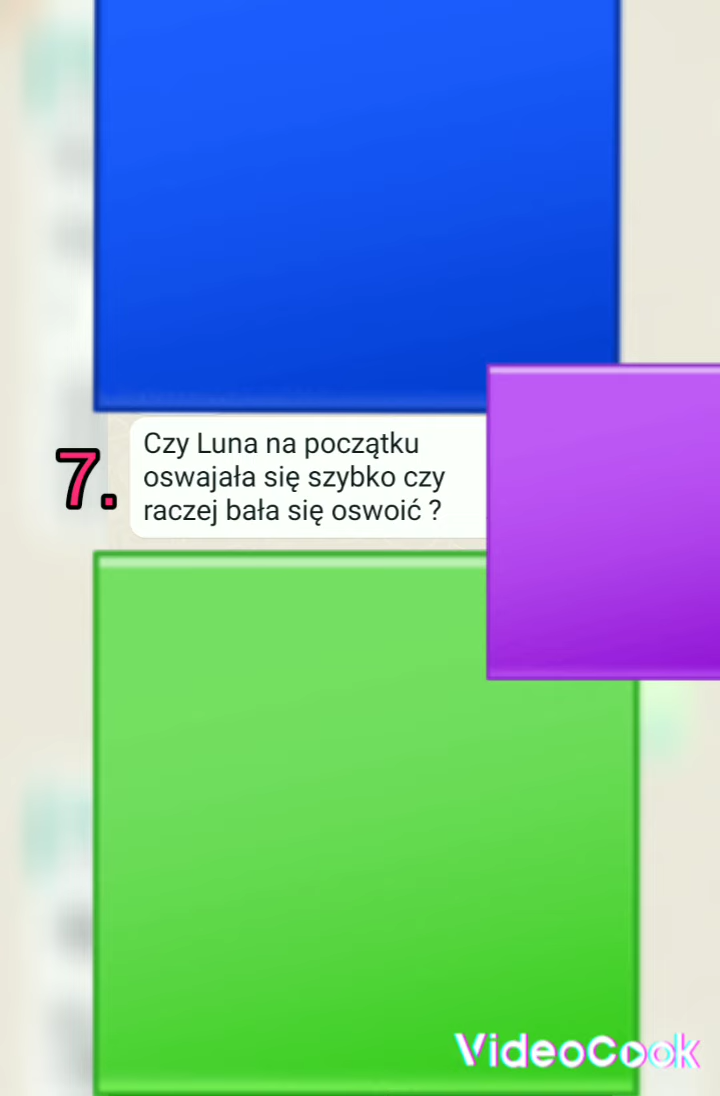 Czy Luna na początku
7. oswajała się szybko czy
raczej bała się oswoić ?
VideoCook